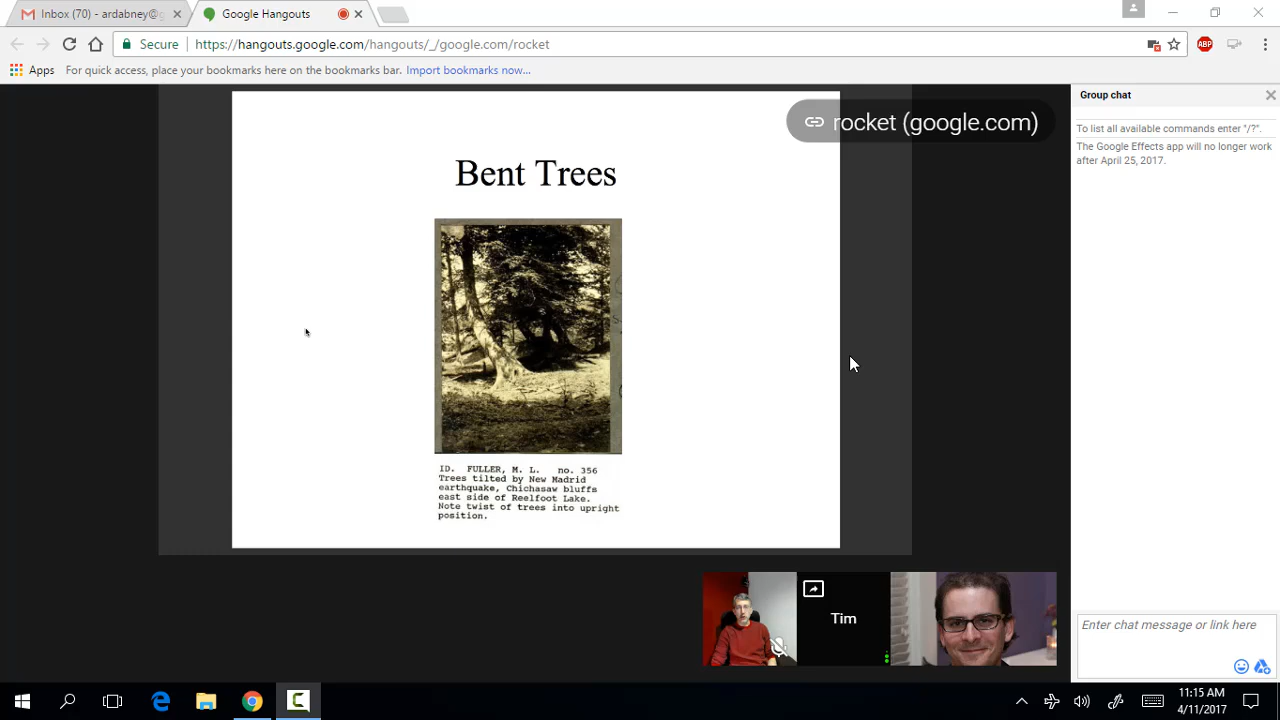 Inbox (70) - ardabney@g
Google Hangouts
Secure
https://hangouts.google.com/hangouts/_/google.com/rocket
ABP
Apps
For quick access, place your bookmarks here on the bookmarks bar. Import bookmarks now...
rocket (google.com)
Bent Trees
ID. FULLER, M. L. no. 356
Trees tilted by New Madrid
earthquake, Chichasaw bluffs
east side of Reelfoot Lake.
Note twist of trees into upright
position.
Tim
Group chat
To list all available commands enter "/?".
The Google Effects app will no longer work
after April 25, 2017.
Enter chat message or link here
11:15 AM
4/11/2017